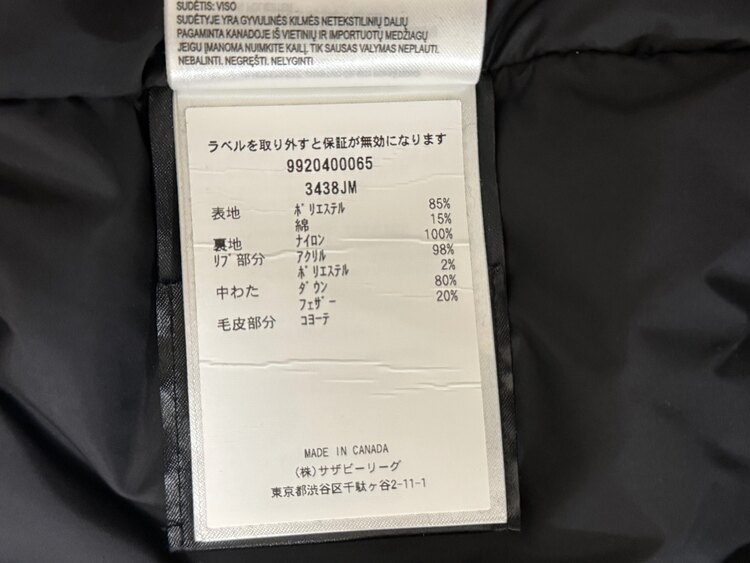 SUDĖTIS: VISO
SUDĖTYJE YRA GYVULINĖS KILMĖS NETEKSTILINIŲ DALIŲ
PAGAMINTA KANADOJE IŠ VIETINIŲ IR IMPORTUOTŲ MEDŽIAGŲ
JEIGU ĮMANOMA NUIMKITE KAILĮ. TIK SAUSAS VALYMAS NEPLAUTI.
NEBALINTI. NEGRĘŠTI. NELYGINTI
ラベルを取り外すと保証が無効になります
9920400065
3438JM
表地 ﾎﾟﾘｴｽﾃﾙ 85%
綿 15%
裏地 ﾅｲﾛﾝ 100%
ﾘﾌﾞ部分 ｱｸﾘﾙ 98%
ﾎﾟﾘｴｽﾃﾙ 2%
中わた ﾀﾞｳﾝ 80%
ﾌｪｻﾞｰ 20%
毛皮部分 ｺﾖｰﾃ
MADE IN CANADA
(株)サザビーリーグ
東京都渋谷区千駄ヶ谷2-11-1